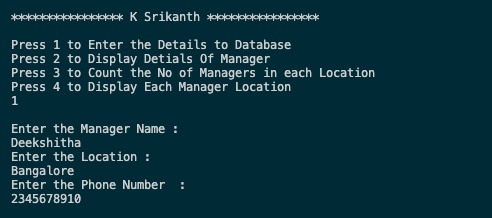 **************** K Srikanth ****************
Press 1 to Enter the Details to Database
Press 2 to Display Detials Of Manager
Press 3 to Count the No of Managers in each Location
Press 4 to Display Each Manager Location
1
Enter the Manager Name :
Deekshitha
Enter the Location :
Bangalore
Enter the Phone Number  :
2345678910